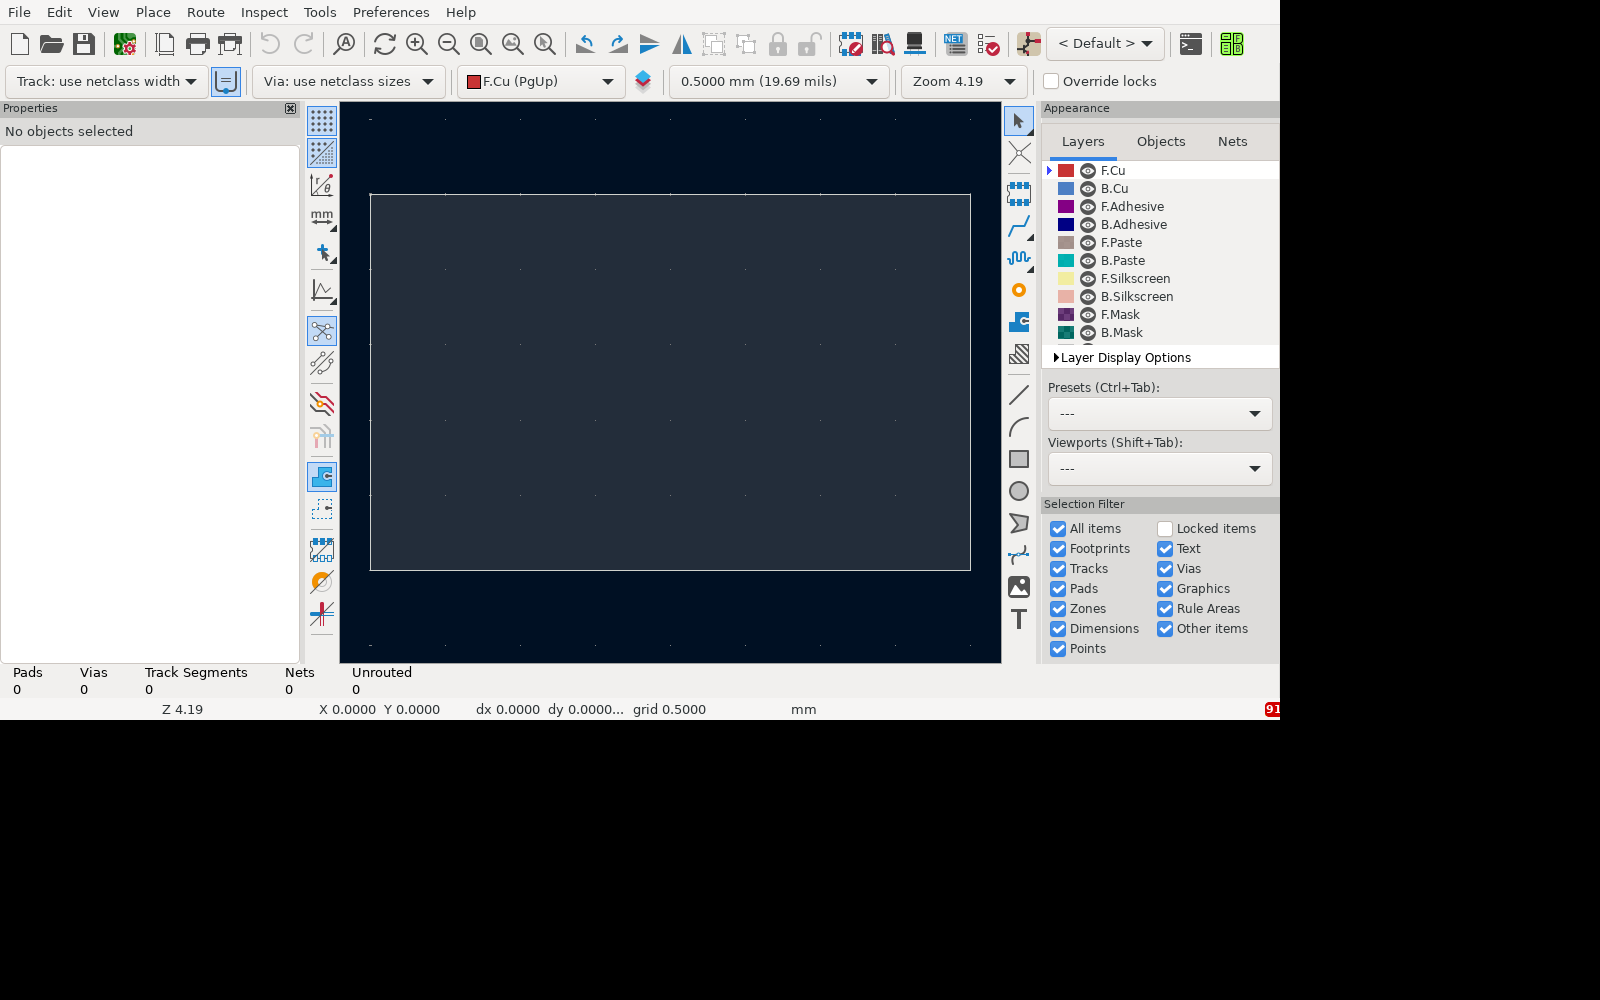 File Edit View Place Route Inspect Tools Preferences Help
< Default >
Track: use netclass width Via: use netclass sizes F.Cu (PgUp) 0.5000 mm (19.69 mils) Zoom 4.19 Override locks
Properties
No objects selected
mm
Appearance
Layers Objects Nets
F.Cu
B.Cu
F.Adhesive
B.Adhesive
F.Paste
B.Paste
F.Silkscreen
B.Silkscreen
F.Mask
B.Mask
Layer Display Options
Presets (Ctrl+Tab):
---
Viewports (Shift+Tab):
---
Selection Filter
All items Locked items
Footprints Text
Tracks Vias
Pads Graphics
Zones Rule Areas
Dimensions Other items
Points
Pads Vias Track Segments Nets Unrouted
0 0 0 0 0
Z 4.19 X 0.0000 Y 0.0000 dx 0.0000 dy 0.0000... grid 0.5000 mm